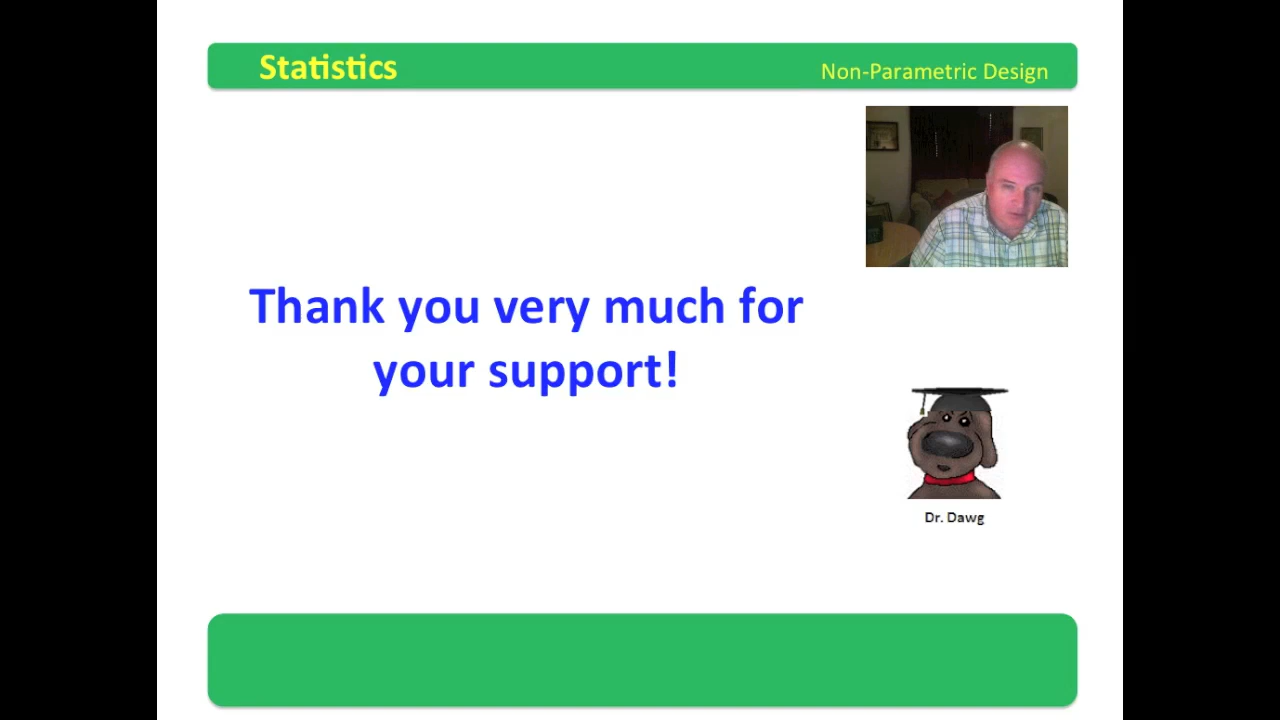 Statistics
Non-Parametric Design
Thank you very much for
your support!
Dr. Dawg